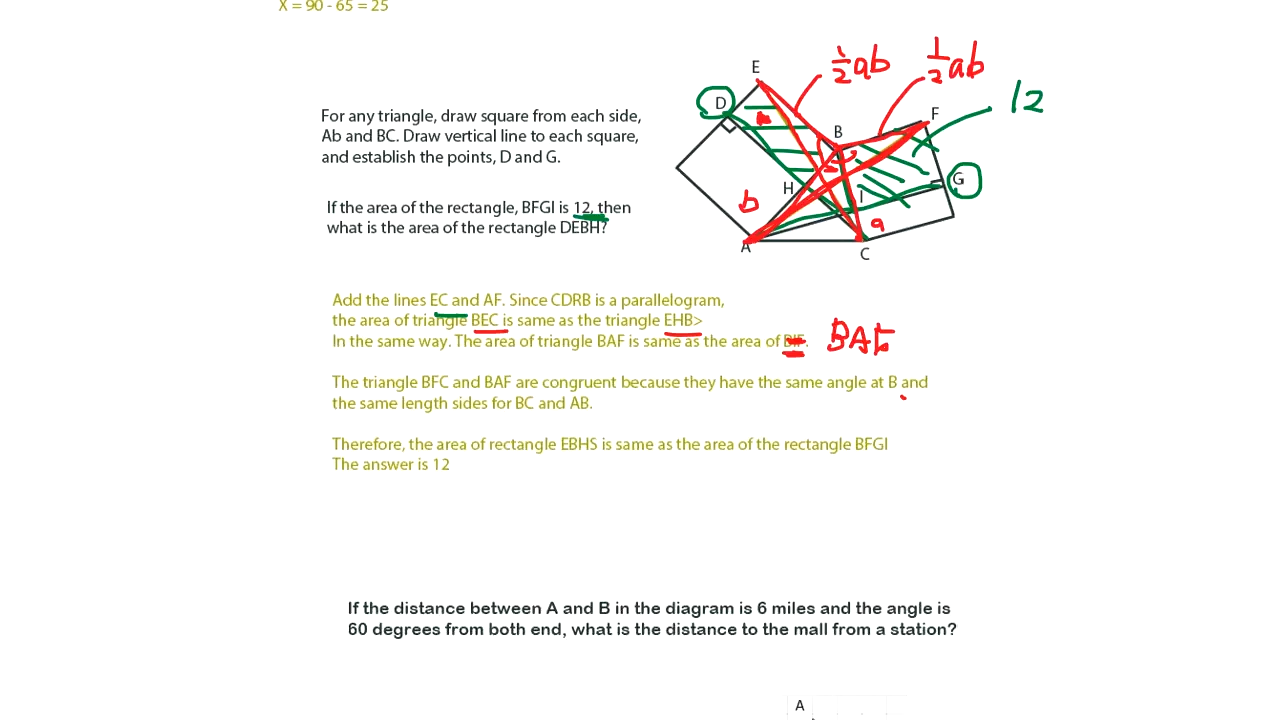 X = 90 - 65 = 25
For any triangle, draw square from each side,
Ab and BC. Draw vertical line to each square,
and establish the points, D and G.
If the area of the rectangle, BFGI is 12, then
what is the area of the rectangle DEBH?
E
½ab
½ab
D
12
F
B
G
H
I
b
a
A
C
Add the lines EC and AF. Since CDRB is a parallelogram,
the area of triangle BEC is same as the triangle EHB>
In the same way. The area of triangle BAF is same as the area of BIF.
BAF
The triangle BFC and BAF are congruent because they have the same angle at B and
the same length sides for BC and AB.
Therefore, the area of rectangle EBHS is same as the area of the rectangle BFGI
The answer is 12
If the distance between A and B in the diagram is 6 miles and the angle is
60 degrees from both end, what is the distance to the mall from a station?
A